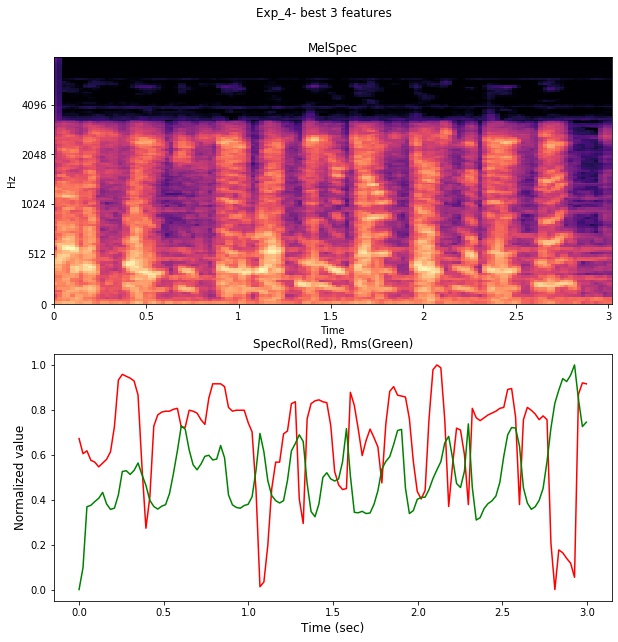 Exp_4- best 3 features
MelSpec
4096
2048
1024
512
0
Hz
0 0.5 1 1.5 2 2.5 3
Time
SpecRol(Red), Rms(Green)
1.0
0.8
0.6
0.4
0.2
0.0
Normalized value
0.0 0.5 1.0 1.5 2.0 2.5 3.0
Time (sec)